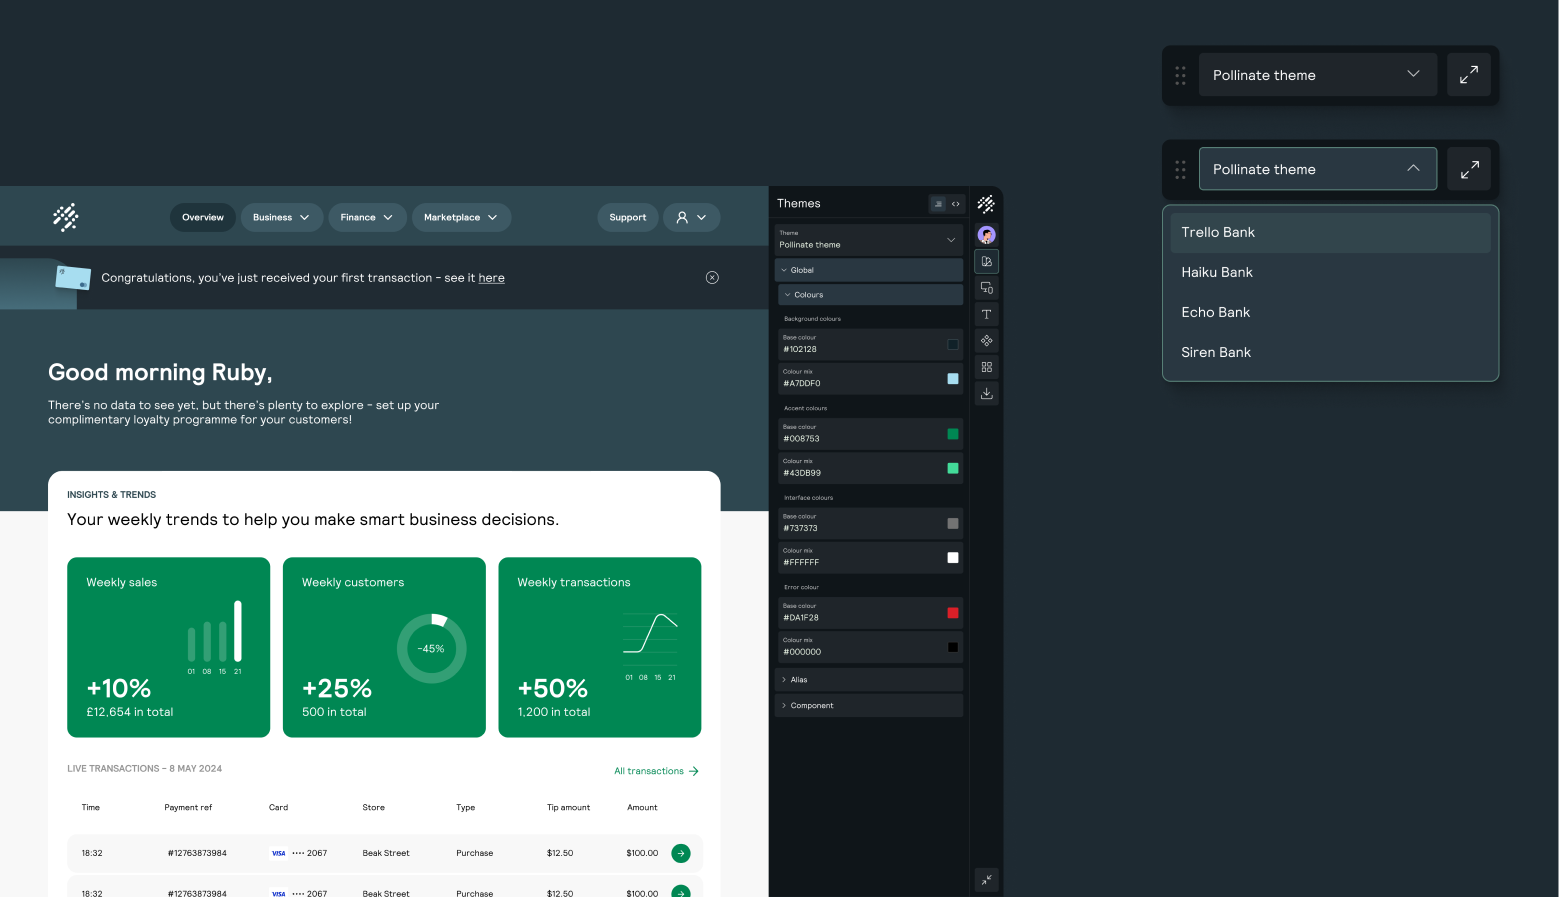 Pollinate theme
Pollinate theme
Trello Bank
Haiku Bank
Echo Bank
Siren Bank
Overview
Business
Finance
Marketplace
Support
Congratulations, you've just received your first transaction – see it here
Good morning Ruby,
There's no data to see yet, but there's plenty to explore – set up your
complimentary loyalty programme for your customers!
INSIGHTS & TRENDS
Your weekly trends to help you make smart business decisions.
Weekly sales
01 08 15 21
+10%
£12,654 in total
Weekly customers
-45%
+25%
500 in total
Weekly transactions
01 08 15 21
+50%
1,200 in total
LIVE TRANSACTIONS – 8 MAY 2024
All transactions
Time Payment ref Card Store Type Tip amount Amount
18:32 #12763873984 VISA •••• 2067 Beak Street Purchase $12.50 $100.00
18:32 #12763873984 VISA •••• 2067 Beak Street Purchase $12.50 $100.00
Themes
Theme
Pollinate theme
Global
Colours
Background colours
Base colour
#102128
Colour mix
#A7DDF0
Accent colours
Base colour
#008753
Colour mix
#43DB99
Interface colours
Base colour
#737373
Colour mix
#FFFFFF
Error colour
Base colour
#DA1F28
Colour mix
#000000
Alias
Component